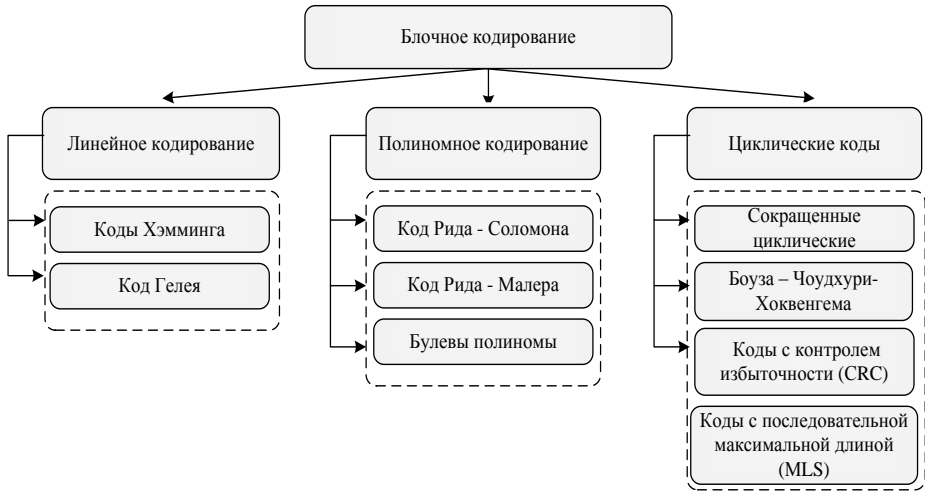 Блочное кодирование
Линейное кодирование
Полиномное кодирование
Циклические коды
Коды Хэмминга
Код Гелея
Код Рида - Соломона
Код Рида - Малера
Булевы полиномы
Сокращенные
циклические
Боуза – Чоудхури-
Хоквенгема
Коды с контролем
избыточности (CRC)
Коды с последовательной
максимальной длиной
(MLS)